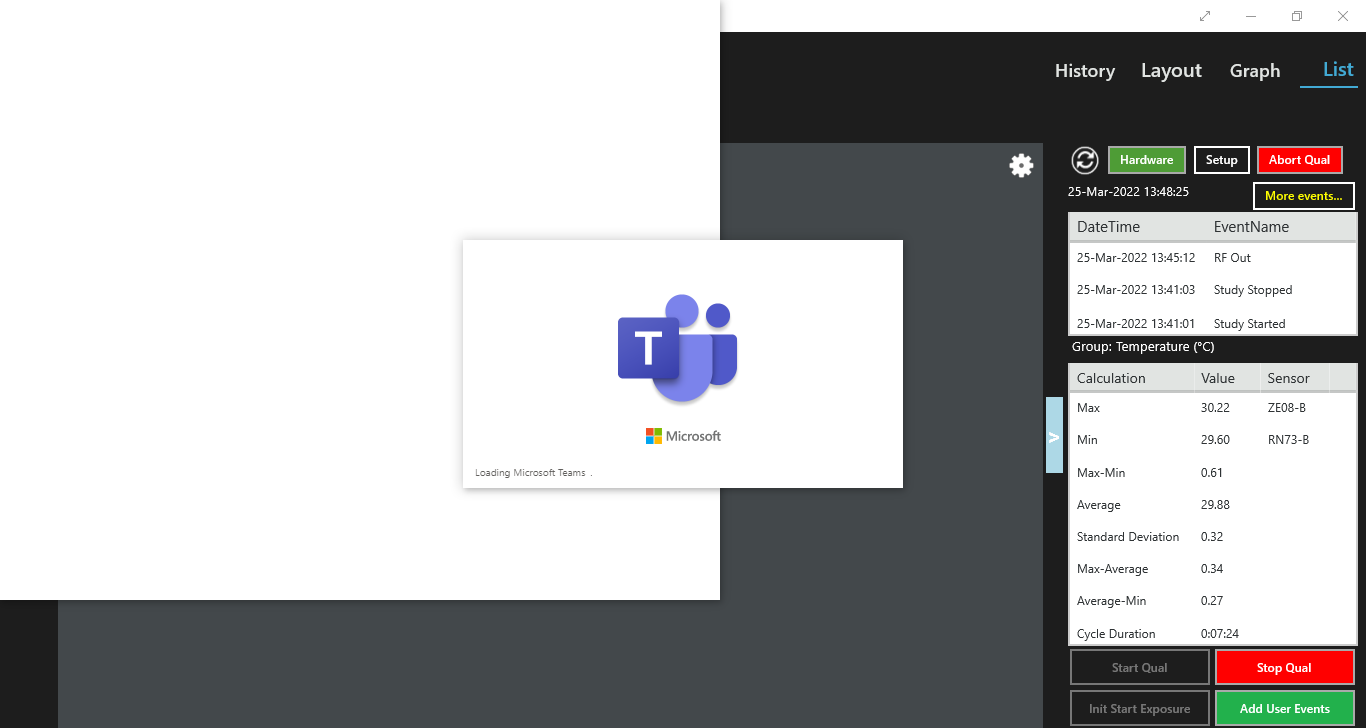 History Layout Graph List
Hardware Setup Abort Qual
25-Mar-2022 13:48:25
More events...
DateTime EventName
25-Mar-2022 13:45:12 RF Out
25-Mar-2022 13:41:03 Study Stopped
25-Mar-2022 13:41:01 Study Started
Group: Temperature (°C)
Calculation Value Sensor
Max 30.22 ZE08-B
Min 29.60 RN73-B
Max-Min 0.61
Average 29.88
Standard Deviation 0.32
Max-Average 0.34
Average-Min 0.27
Cycle Duration 0:07:24
Start Qual Stop Qual
Init Start Exposure Add User Events
>
T
Microsoft
Loading Microsoft Teams .